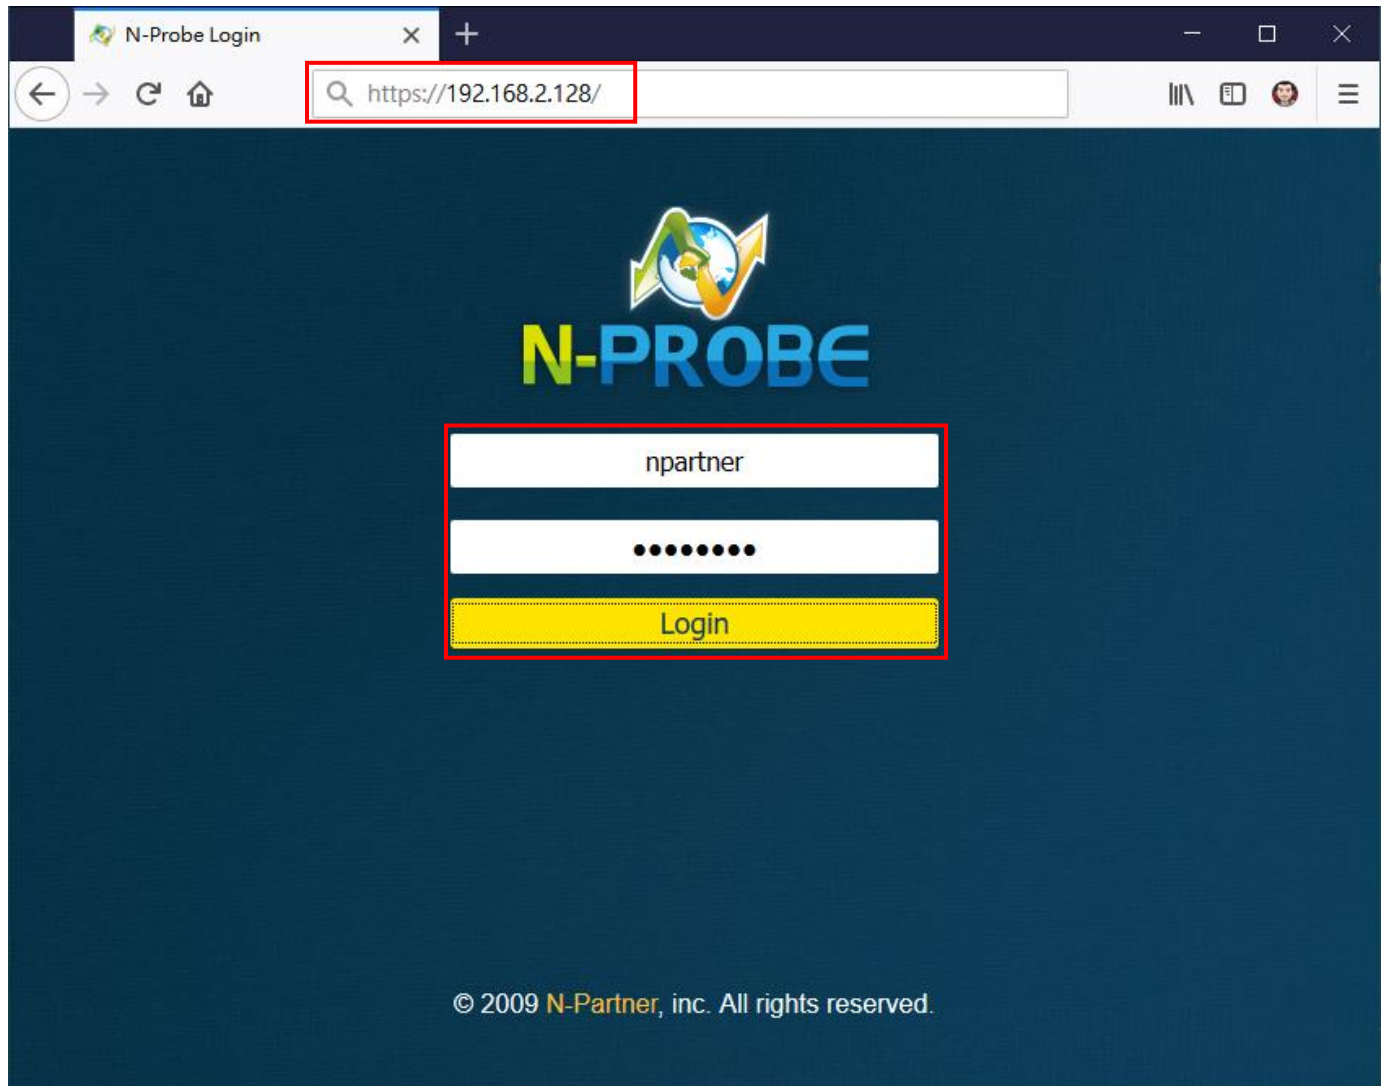 N-Probe Login
https://192.168.2.128/
N-PROBE
npartner
●●●●●●●●
Login
© 2009 N-Partner, inc. All rights reserved.